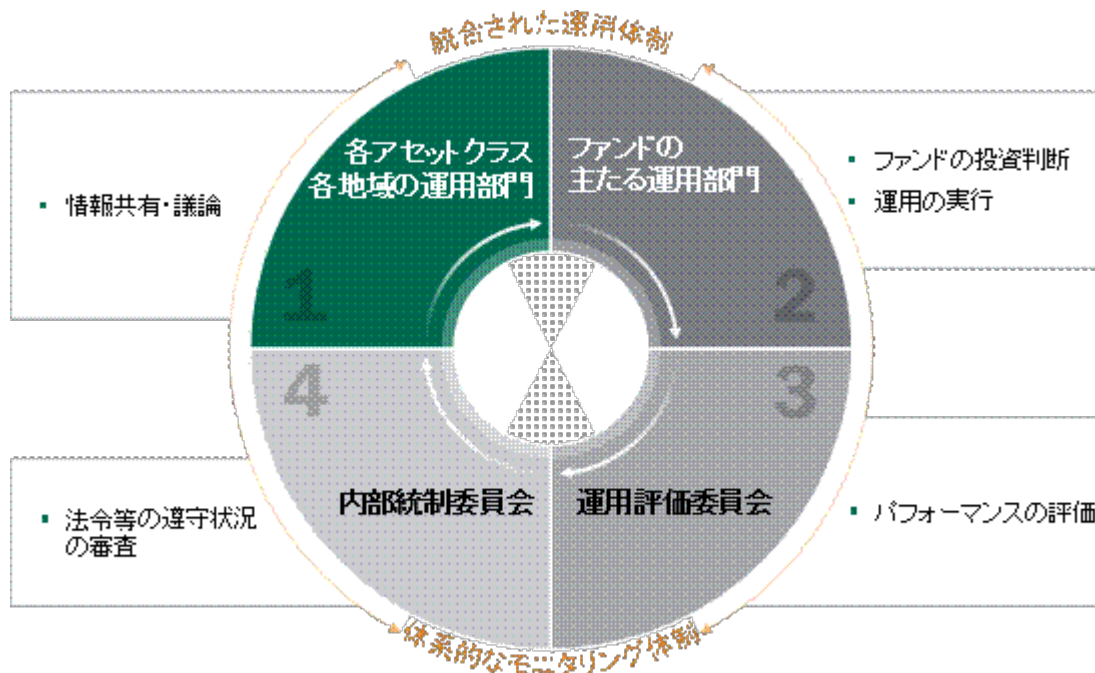 統合された運用体制
各アセットクラス
各地域の運用部門
ファンドの
主たる運用部門
▪ 情報共有・議論
▪ ファンドの投資判断
▪ 運用の実行
1
2
4
3
内部統制委員会
運用評価委員会
▪ 法令等の遵守状況
の審査
▪ パフォーマンスの評価
体系的なモニタリング体制